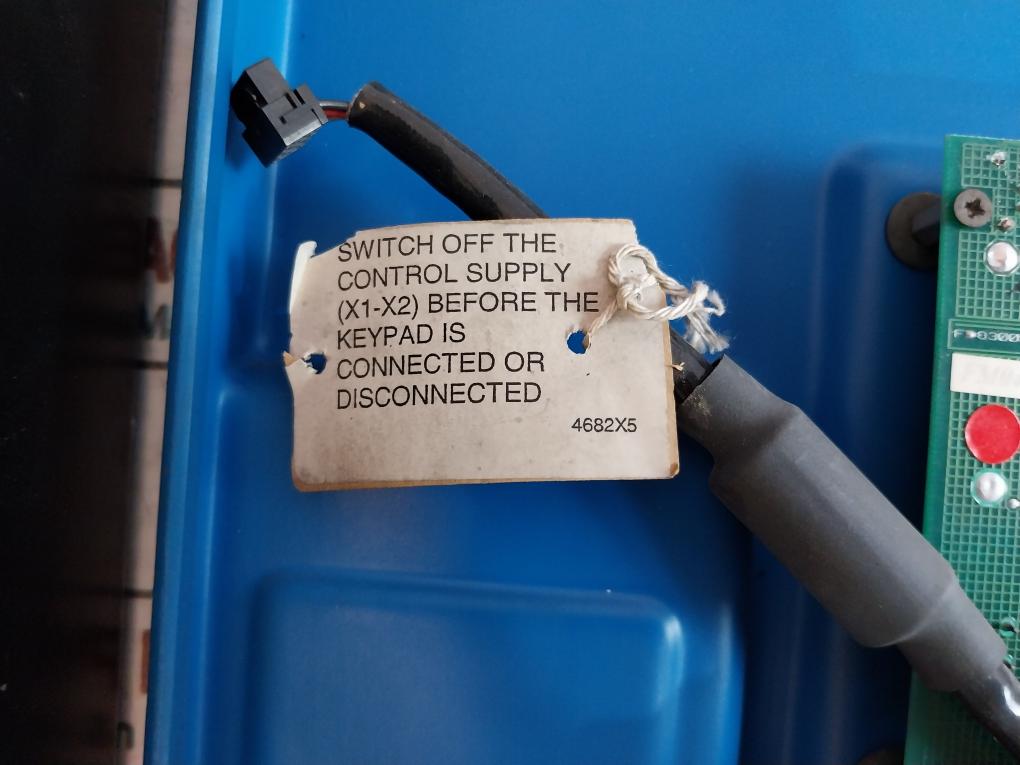 SWITCH OFF THE
CONTROL SUPPLY
(X1-X2) BEFORE THE
KEYPAD IS
CONNECTED OR
DISCONNECTED
4682X5